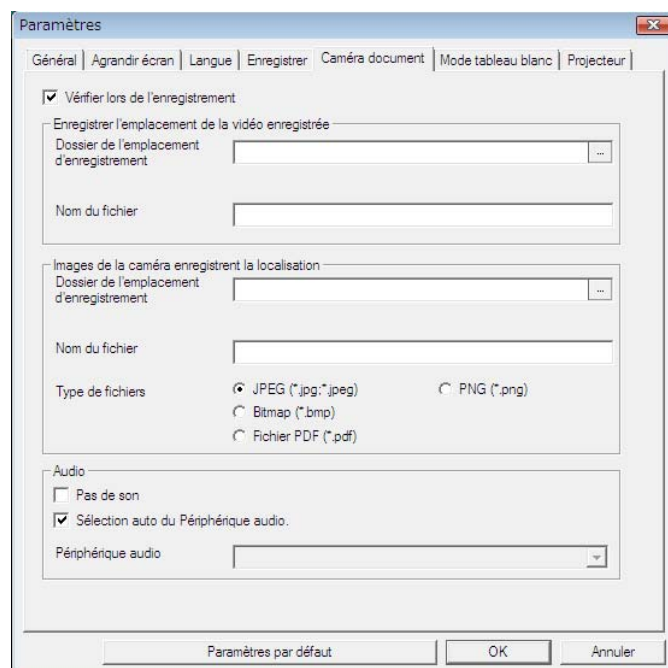 Paramètres
Général Agrandir écran Langue Enregistrer Caméra document Mode tableau blanc Projecteur
Vérifier lors de l'enregistrement
Enregistrer l'emplacement de la vidéo enregistrée
Dossier de l'emplacement
d'enregistrement
...
Nom du fichier
Images de la caméra enregistrent la localisation
Dossier de l'emplacement
d'enregistrement
...
Nom du fichier
Type de fichiers JPEG (*.jpg;*.jpeg) PNG (*.png)
Bitmap (*.bmp)
Fichier PDF (*.pdf)
Audio
Pas de son
Sélection auto du Périphérique audio.
Périphérique audio
Paramètres par défaut OK Annuler